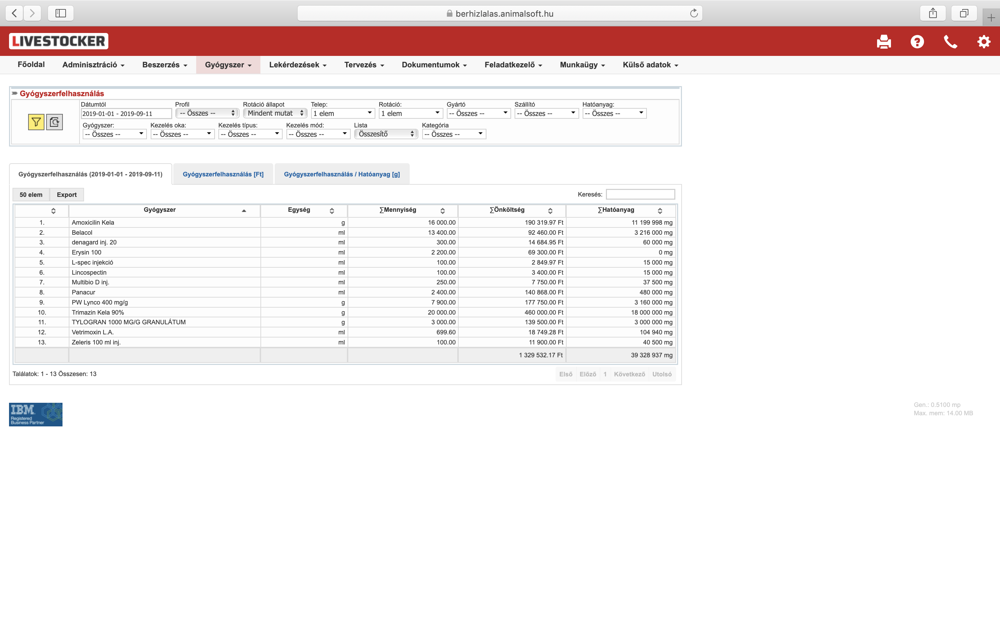 berhizlalas.animalsoft.hu
LIVESTOCKER
Főoldal Adminisztráció Beszerzés Gyógyszer Lekérdezések Tervezés Dokumentumok Feladatkezelő Munkaügy Külső adatok
Gyógyszerfelhasználás
Dátumtól Profil Rotáció állapot Telep: Rotáció: Gyártó Szállító Hatóanyag:
2019-01-01 - 2019-09-11 -- Összes -- Mindent mutat 1 elem 1 elem -- Összes -- -- Összes -- -- Összes --
Gyógyszer: Kezelés oka: Kezelés típus: Kezelés mód: Lista Kategória
-- Összes -- -- Összes -- -- Összes -- -- Összes -- Összesítő -- Összes --
Gyógyszerfelhasználás (2019-01-01 - 2019-09-11) Gyógyszerfelhasználás [Ft] Gyógyszerfelhasználás / Hatóanyag [g]
50 elem Export Keresés:
Gyógyszer Egység ∑Mennyiség ∑Önköltség ∑Hatóanyag
1. Amoxicilin Kela g 16 000.00 190 319.97 Ft 11 199 998 mg
2. Belacol ml 13 400.00 92 460.00 Ft 3 216 000 mg
3. denagard inj. 20 ml 300.00 14 684.95 Ft 60 000 mg
4. Erysin 100 ml 2 200.00 69 300.00 Ft 0 mg
5. L-spec injekció ml 100.00 2 849.97 Ft 15 000 mg
6. Lincospectin ml 100.00 3 400.00 Ft 15 000 mg
7. Multibio D inj. ml 250.00 7 750.00 Ft 37 500 mg
8. Panacur ml 2 400.00 140 868.00 Ft 480 000 mg
9. PW Lynco 400 mg/g g 7 900.00 177 750.00 Ft 3 160 000 mg
10. Trimazin Kela 90% g 20 000.00 460 000.00 Ft 18 000 000 mg
11. TYLOGRAN 1000 MG/G GRANULÁTUM g 3 000.00 139 500.00 Ft 3 000 000 mg
12. Vetrimoxin L.A. ml 699.60 18 749.28 Ft 104 940 mg
13. Zeleris 100 ml inj. ml 100.00 11 900.00 Ft 40 500 mg
1 329 532.17 Ft 39 328 937 mg
Találatok: 1 - 13 Összesen: 13 Első Előző 1 Következő Utolsó
IBM Registered Business Partner
Gen.: 0.5100 mp
Max. mem: 14.00 MB